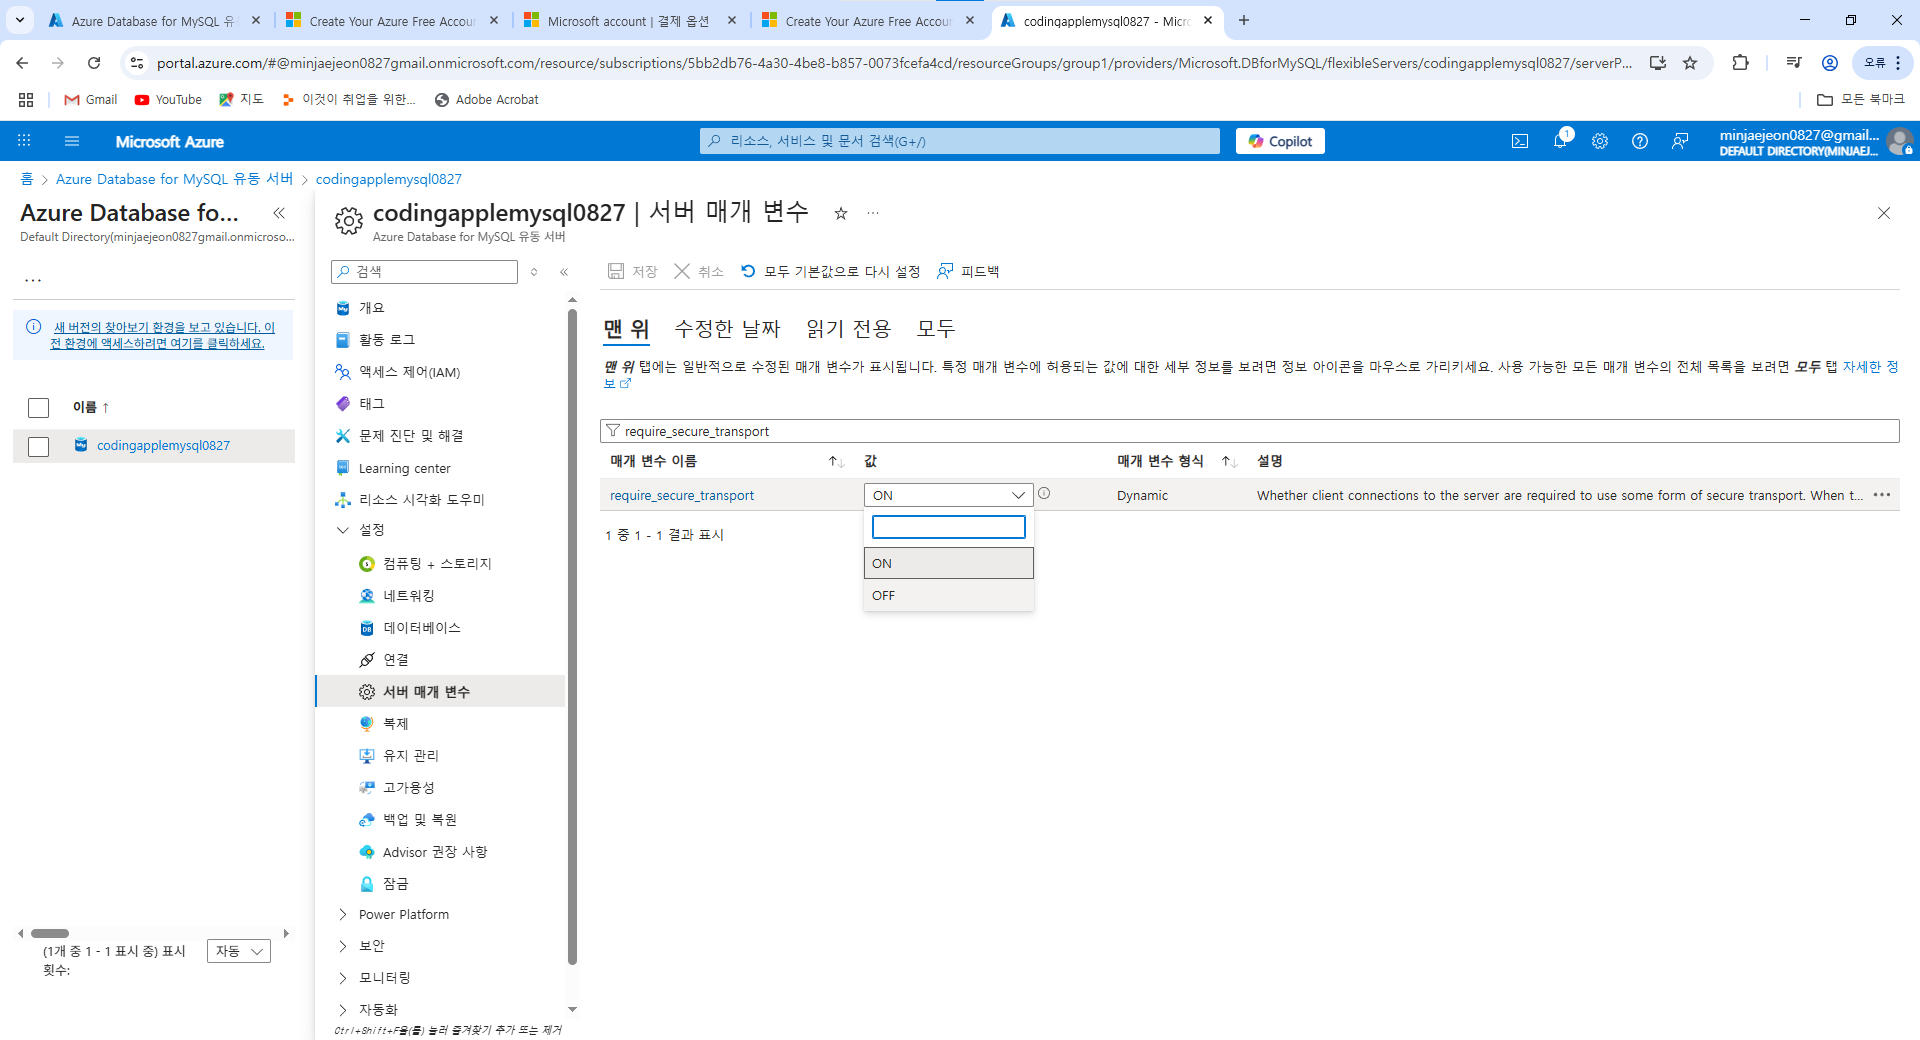 Azure Database for MySQL 유
Create Your Azure Free Accour
Microsoft account | 결제 옵션
Create Your Azure Free Accour
codingapplemysql0827 - Micro
portal.azure.com/#@minjaejeon0827gmail.onmicrosoft.com/resource/subscriptions/5bb2db76-4a30-4be8-b857-0073fcefa4cd/resourceGroups/group1/providers/Microsoft.DBforMySQL/flexibleServers/codingapplemysql0827/serverP...
오류
Gmail
YouTube
지도
이것이 취업을 위한...
Adobe Acrobat
모든 북마크
Microsoft Azure
리소스, 서비스 및 문서 검색(G+/)
Copilot
1
minjaejeon0827@gmail...
DEFAULT DIRECTORY(MINJAEJ...
홈 > Azure Database for MySQL 유동 서버 > codingapplemysql0827
Azure Database fo...
Default Directory(minjaejeon0827gmail.onmicroso...
...
새 버전의 찾아보기 환경을 보고 있습니다. 이
전 환경에 액세스하려면 여기를 클릭하세요.
이름 ↑
codingapplemysql0827
(1개 중 1 - 1 표시 중) 표시
횟수:
자동
codingapplemysql0827 | 서버 매개 변수
...
Azure Database for MySQL 유동 서버
검색
개요
활동 로그
액세스 제어(IAM)
태그
문제 진단 및 해결
Learning center
리소스 시각화 도우미
설정
컴퓨팅 + 스토리지
네트워킹
데이터베이스
연결
서버 매개 변수
복제
유지 관리
고가용성
백업 및 복원
Advisor 권장 사항
잠금
Power Platform
보안
모니터링
자동화
Ctrl+Shift+F을(를) 눌러 즐겨찾기 추가 또는 제거
저장
취소
모두 기본값으로 다시 설정
피드백
맨 위
수정한 날짜
읽기 전용
모두
맨 위 탭에는 일반적으로 수정된 매개 변수가 표시됩니다. 특정 매개 변수에 허용되는 값에 대한 세부 정보를 보려면 정보 아이콘을 마우스로 가리키세요. 사용 가능한 모든 매개 변수의 전체 목록을 보려면 모두 탭 자세한 정
보
require_secure_transport
매개 변수 이름 ↑↓ 값 매개 변수 형식 ↑↓ 설명
require_secure_transport ON Dynamic Whether client connections to the server are required to use some form of secure transport. When t... ...
ON
OFF
1 중 1 - 1 결과 표시